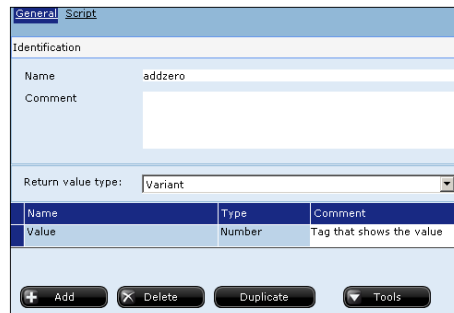 General Script
Identification
Name addzero
Comment
Return value type: Variant
Name Type Comment
Value Number Tag that shows the value
Add Delete Duplicate Tools